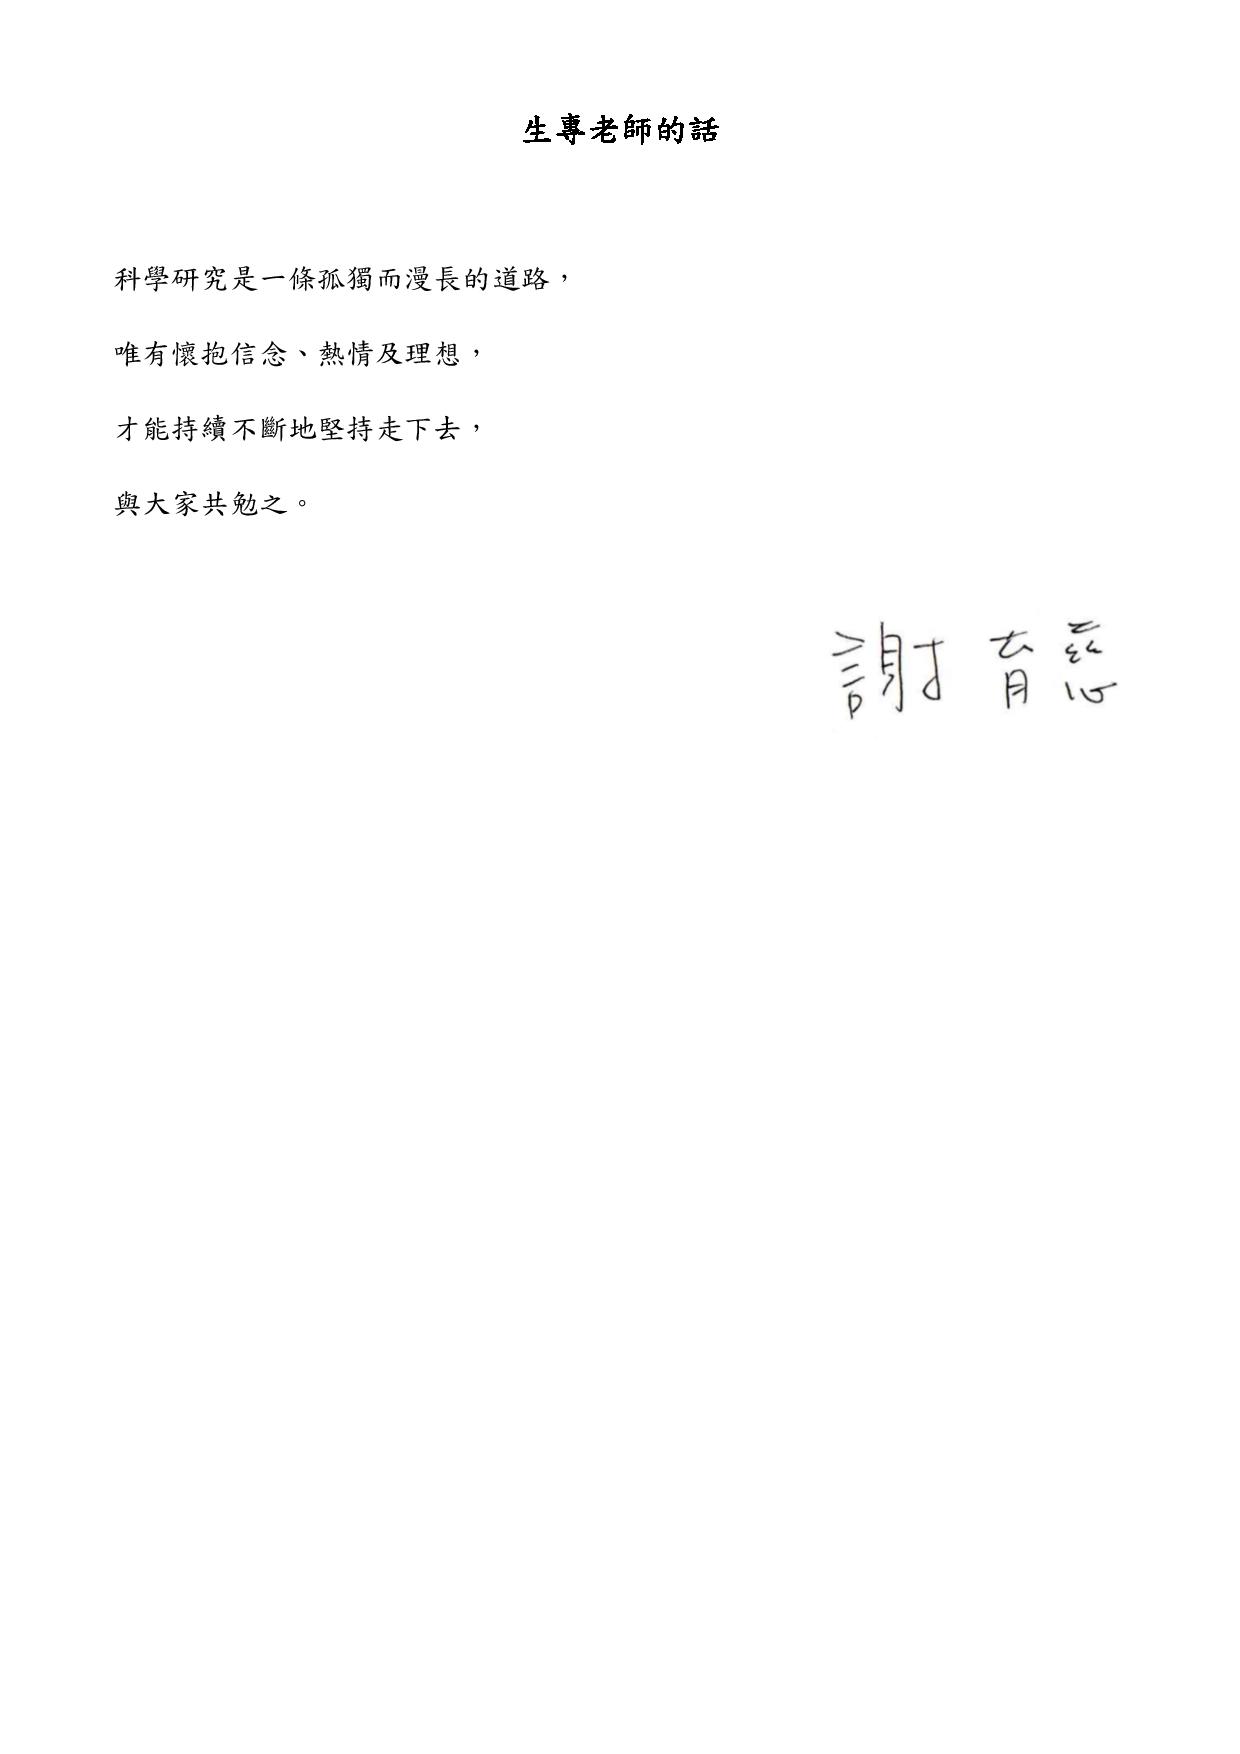 生專老師的話
科學研究是一條孤獨而漫長的道路，
唯有懷抱信念、熱情及理想，
才能持續不斷地堅持走下去，
與大家共勉之。
謝育慈